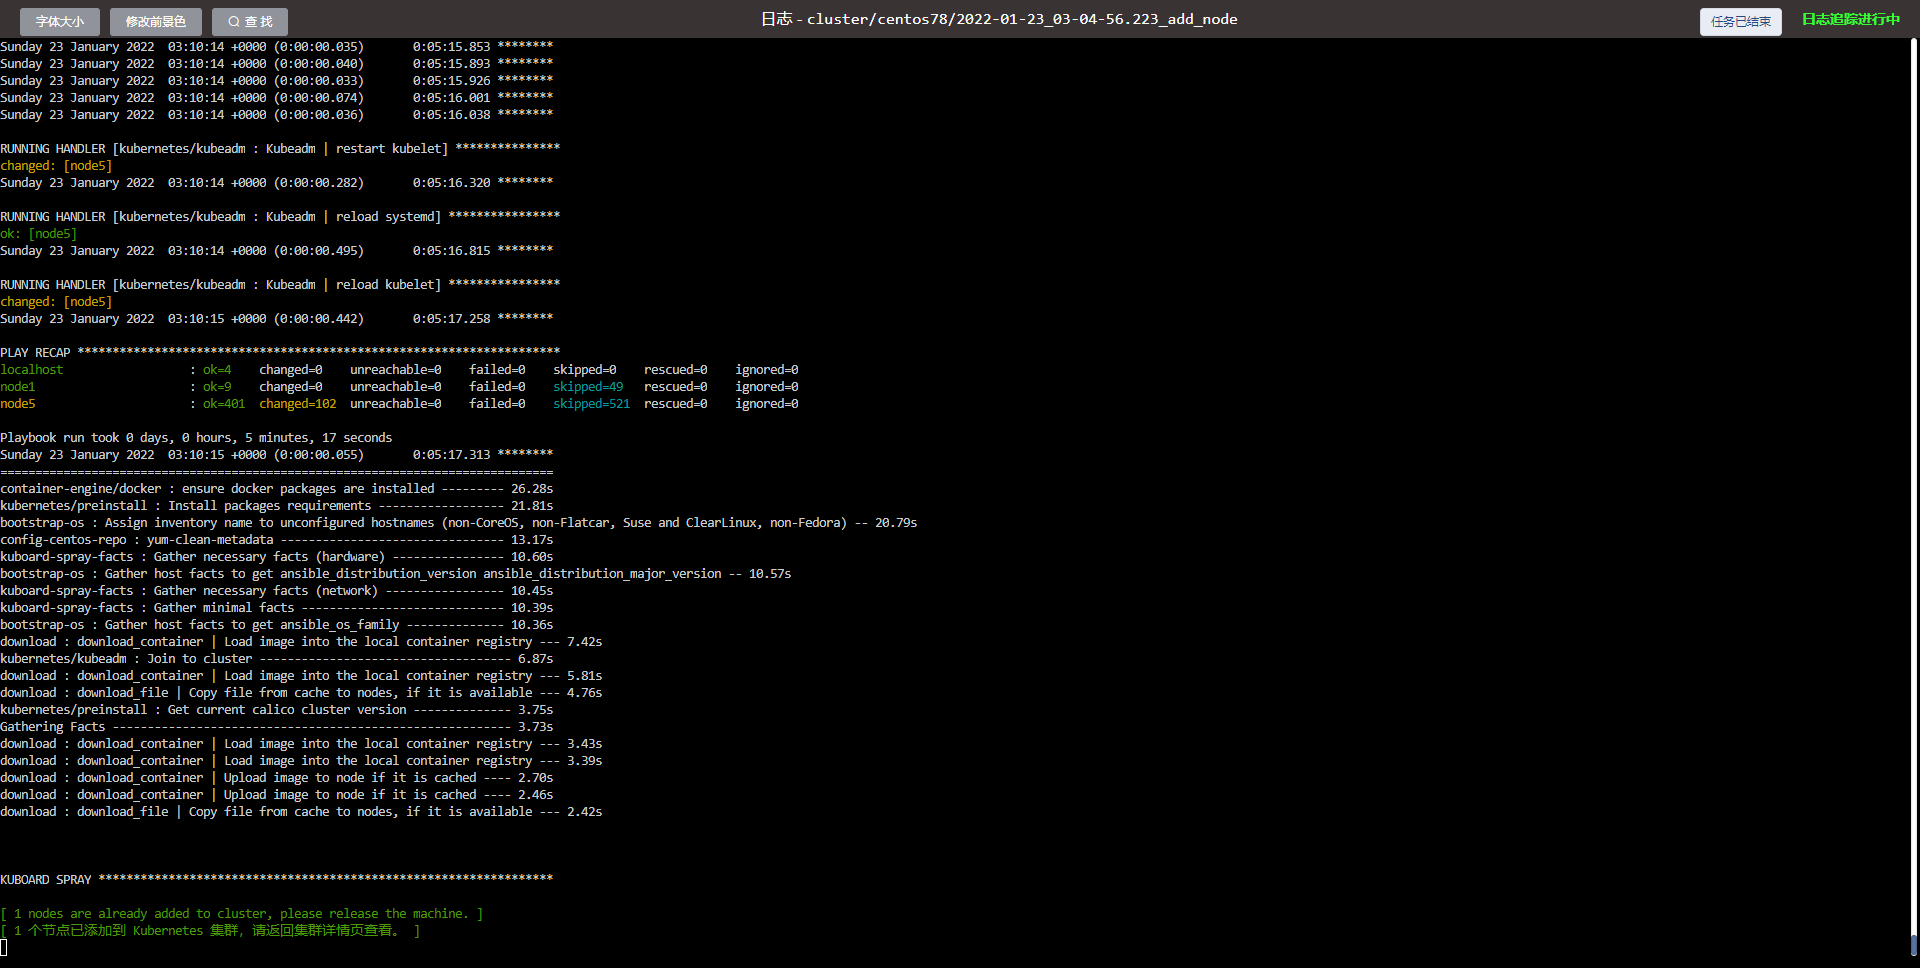 字体大小 修改前景色 查 找 日志 - cluster/centos78/2022-01-23_03-04-56.223_add_node 任务已结束 日志追踪进行中
Sunday 23 January 2022  03:10:14 +0000 (0:00:00.035)       0:05:15.853 ********
Sunday 23 January 2022  03:10:14 +0000 (0:00:00.040)       0:05:15.893 ********
Sunday 23 January 2022  03:10:14 +0000 (0:00:00.033)       0:05:15.926 ********
Sunday 23 January 2022  03:10:14 +0000 (0:00:00.074)       0:05:16.001 ********
Sunday 23 January 2022  03:10:14 +0000 (0:00:00.036)       0:05:16.038 ********
RUNNING HANDLER [kubernetes/kubeadm : Kubeadm | restart kubelet] ***************
changed: [node5]
Sunday 23 January 2022  03:10:14 +0000 (0:00:00.282)       0:05:16.320 ********
RUNNING HANDLER [kubernetes/kubeadm : Kubeadm | reload systemd] ****************
ok: [node5]
Sunday 23 January 2022  03:10:14 +0000 (0:00:00.495)       0:05:16.815 ********
RUNNING HANDLER [kubernetes/kubeadm : Kubeadm | reload kubelet] ****************
changed: [node5]
Sunday 23 January 2022  03:10:15 +0000 (0:00:00.442)       0:05:17.258 ********
PLAY RECAP *********************************************************************
localhost                  : ok=4    changed=0    unreachable=0    failed=0    skipped=0    rescued=0    ignored=0
node1                      : ok=9    changed=0    unreachable=0    failed=0    skipped=49   rescued=0    ignored=0
node5                      : ok=401  changed=102  unreachable=0    failed=0    skipped=521  rescued=0    ignored=0
Playbook run took 0 days, 0 hours, 5 minutes, 17 seconds
Sunday 23 January 2022  03:10:15 +0000 (0:00:00.055)       0:05:17.313 ********
===============================================================================
container-engine/docker : ensure docker packages are installed --------- 26.28s
kubernetes/preinstall : Install packages requirements ------------------ 21.81s
bootstrap-os : Assign inventory name to unconfigured hostnames (non-CoreOS, non-Flatcar, Suse and ClearLinux, non-Fedora) -- 20.79s
config-centos-repo : yum-clean-metadata -------------------------------- 13.17s
kuboard-spray-facts : Gather necessary facts (hardware) ---------------- 10.60s
bootstrap-os : Gather host facts to get ansible_distribution_version ansible_distribution_major_version -- 10.57s
kuboard-spray-facts : Gather necessary facts (network) ----------------- 10.45s
kuboard-spray-facts : Gather minimal facts ----------------------------- 10.39s
bootstrap-os : Gather host facts to get ansible_os_family -------------- 10.36s
download : download_container | Load image into the local container registry --- 7.42s
kubernetes/kubeadm : Join to cluster ------------------------------------ 6.87s
download : download_container | Load image into the local container registry --- 5.81s
download : download_file | Copy file from cache to nodes, if it is available --- 4.76s
kubernetes/preinstall : Get current calico cluster version -------------- 3.75s
Gathering Facts --------------------------------------------------------- 3.73s
download : download_container | Load image into the local container registry --- 3.43s
download : download_container | Load image into the local container registry --- 3.39s
download : download_container | Upload image to node if it is cached ---- 2.70s
download : download_container | Upload image to node if it is cached ---- 2.46s
download : download_file | Copy file from cache to nodes, if it is available --- 2.42s
KUBOARD SPRAY *****************************************************************
[ 1 nodes are already added to cluster, please release the machine. ]
[ 1 个节点已添加到 Kubernetes 集群，请返回集群详情页查看。 ]